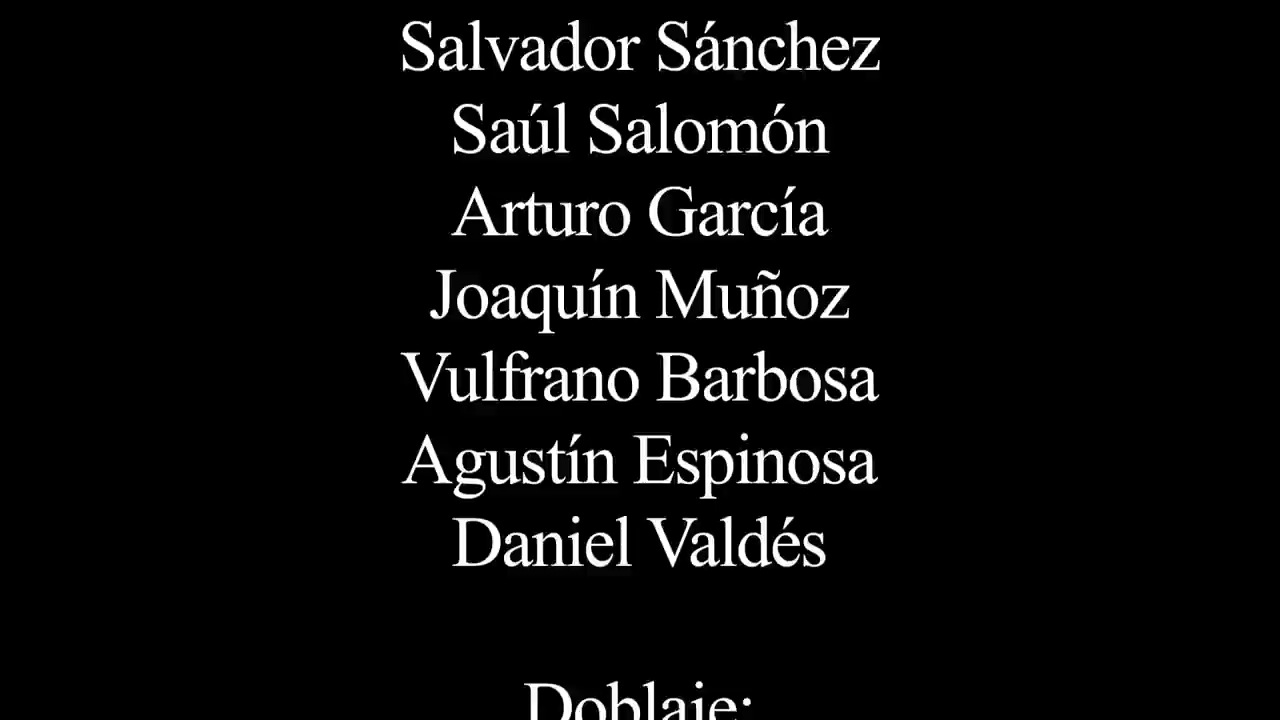 Salvador Sánchez
Saúl Salomón
Arturo García
Joaquín Muñoz
Vulfrano Barbosa
Agustín Espinosa
Daniel Valdés
Doblaje: